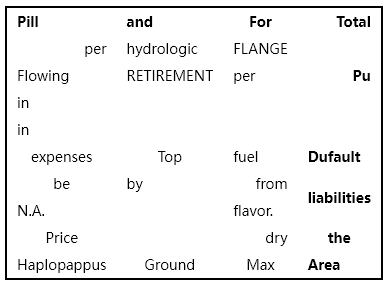 Pill and For Total
per hydrologic FLANGE
Flowing RETIREMENT per Pu
in
in
expenses Top fuel Dufault
be by from
liabilities
N.A. flavor.
Price dry the
Haplopappus Ground Max Area